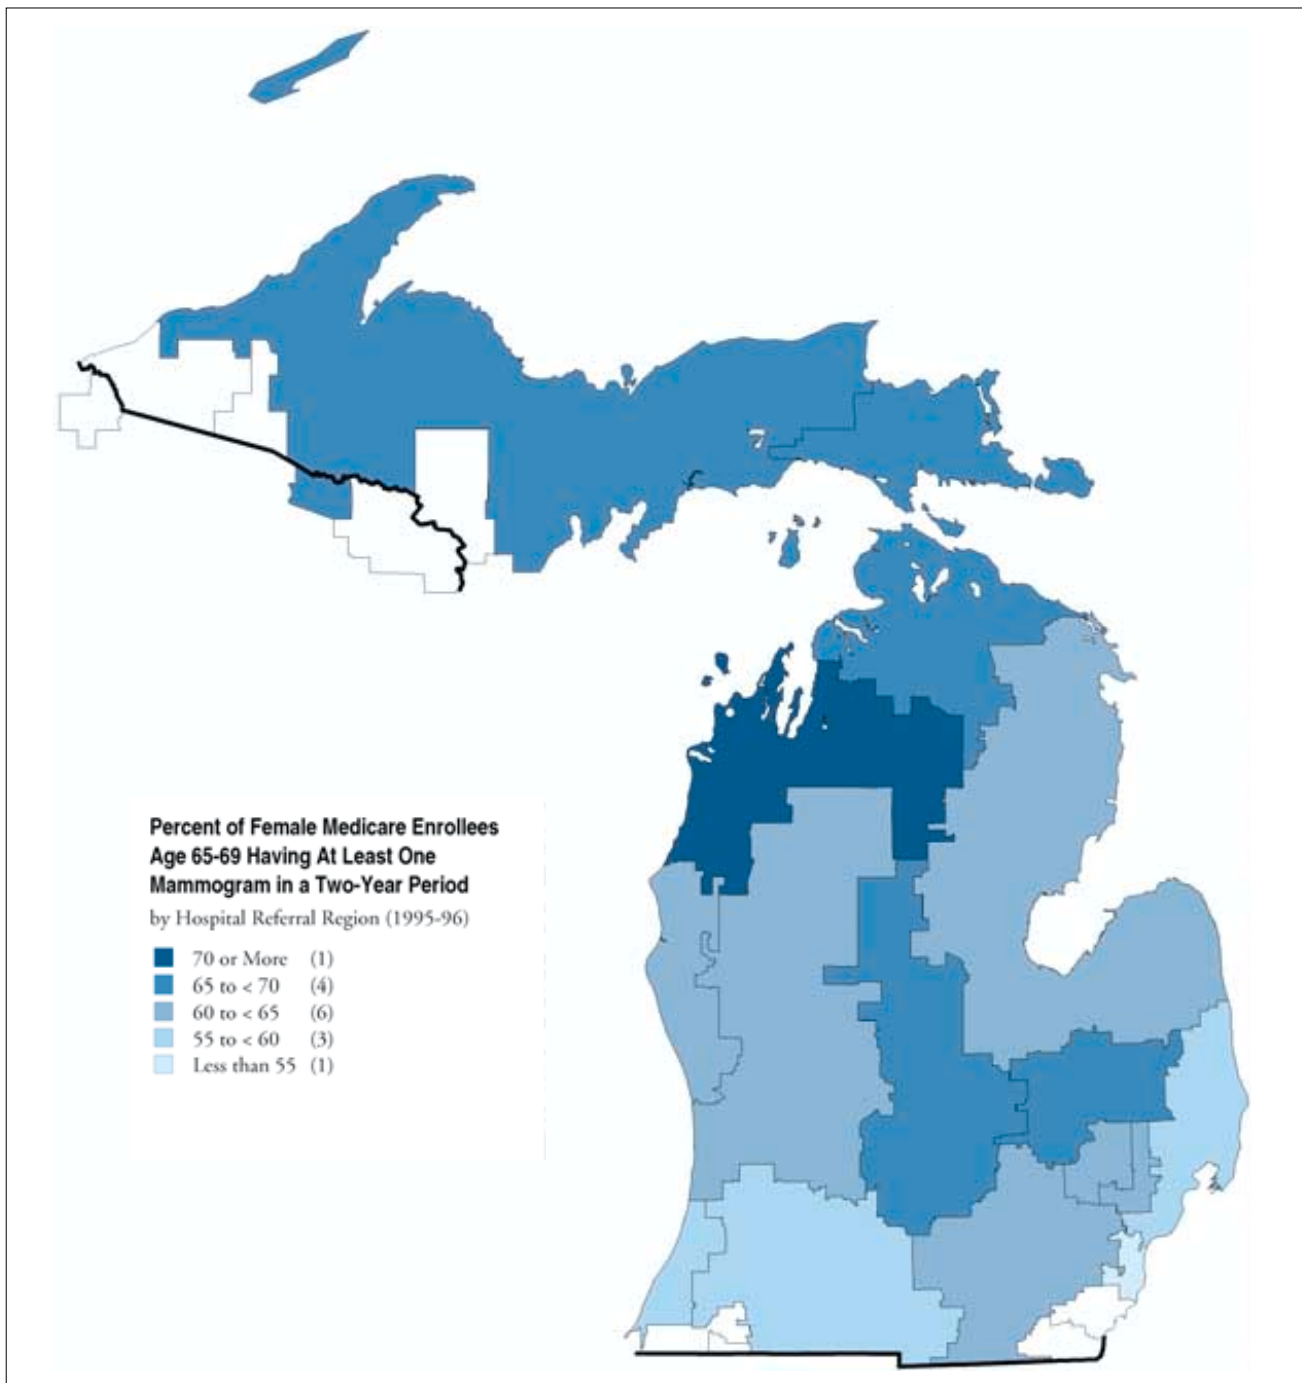 Percent of Female Medicare Enrollees
Age 65-69 Having At Least One
Mammogram in a Two-Year Period
by Hospital Referral Region (1995-96)
70 or More (1)
65 to < 70 (4)
60 to < 65 (6)
55 to < 60 (3)
Less than 55 (1)